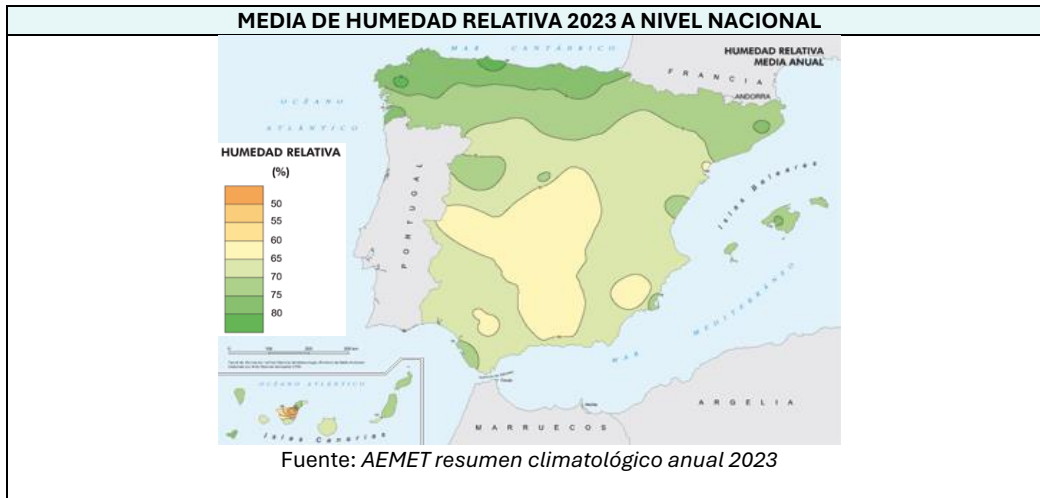 MEDIA DE HUMEDAD RELATIVA 2023 A NIVEL NACIONAL
MAR CANTÁBRICO
HUMEDAD RELATIVA
MEDIA ANUAL
FRANCIA
ANDORRA
OCÉANO
ATLÁNTICO
HUMEDAD RELATIVA
(%)
50
55
60
65
70
75
80
PORTUGAL
Islas Baleares
MAR MEDITERRÁNEO
OCÉANO ATLÁNTICO
Islas Canarias
MARRUECOS
ARGELIA
Fuente: AEMET resumen climatológico anual 2023